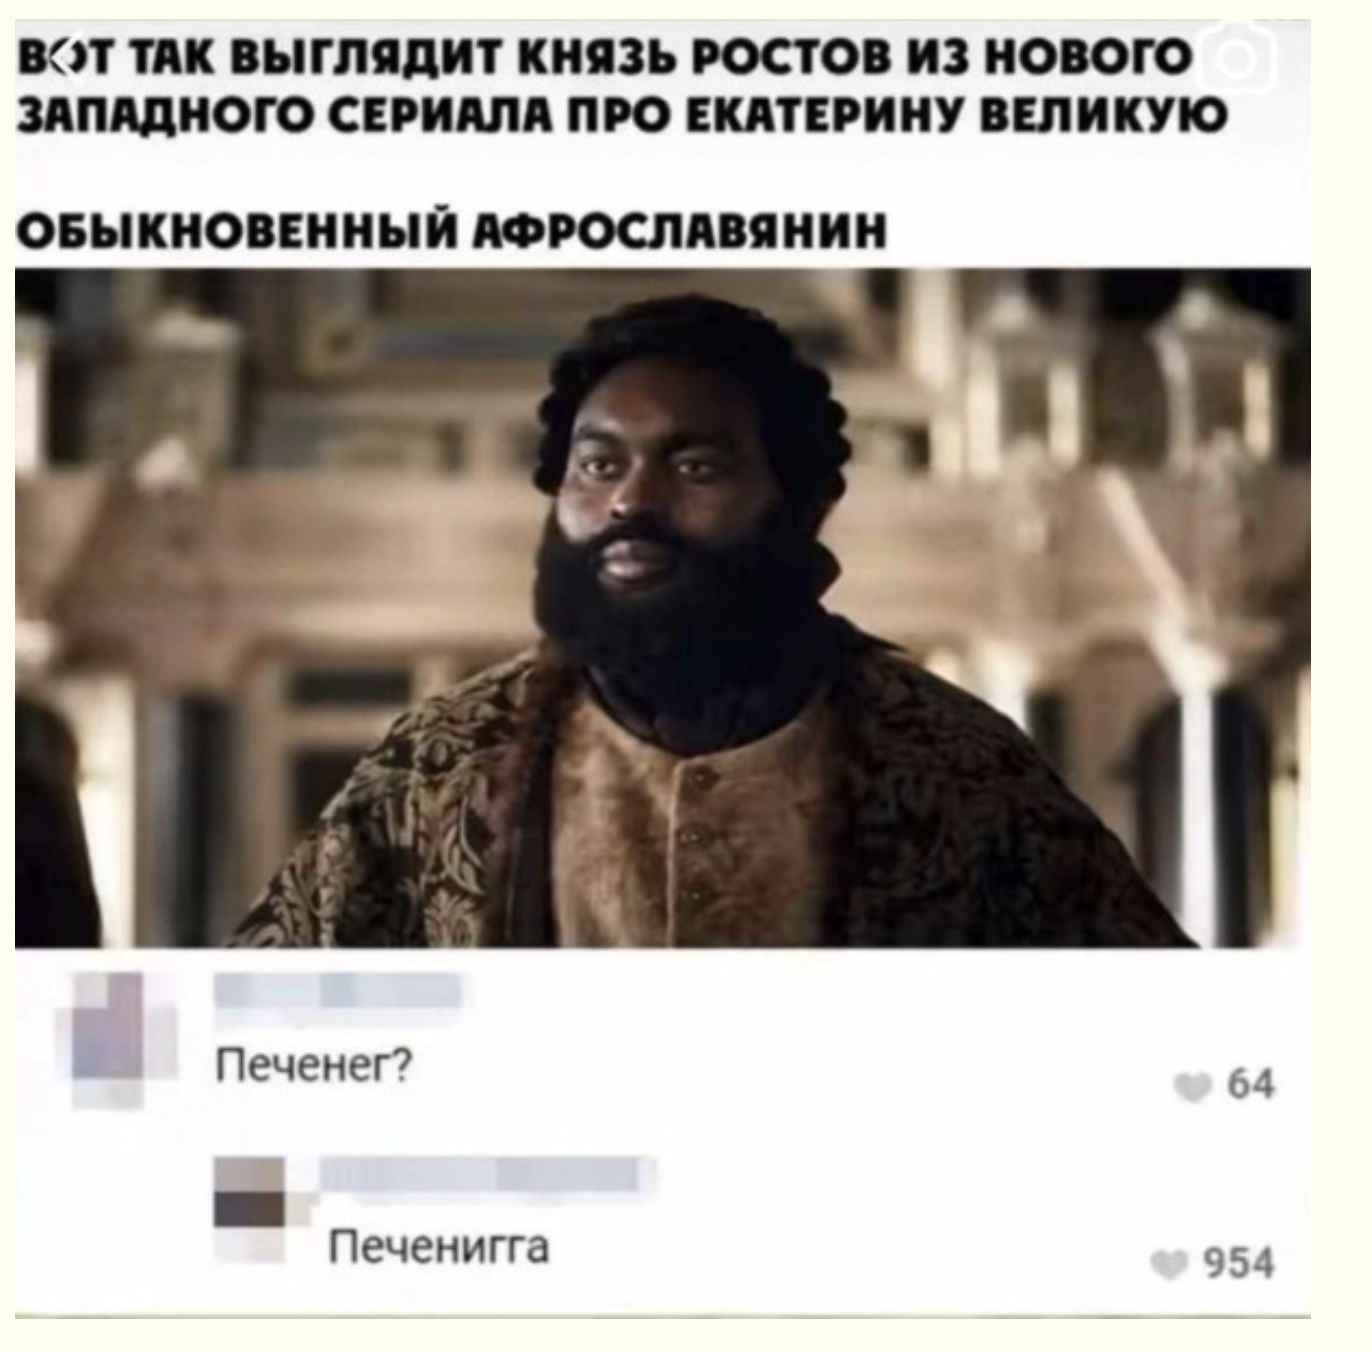 ВОТ ТАК ВЫГЛЯДИТ КНЯЗЬ РОСТОВ ИЗ НОВОГО
ЗАПАДНОГО СЕРИАЛА ПРО ЕКАТЕРИНУ ВЕЛИКУЮ
ОБЫКНОВЕННЫЙ АФРОСЛАВЯНИН
Печенег?
64
Печенигга
954